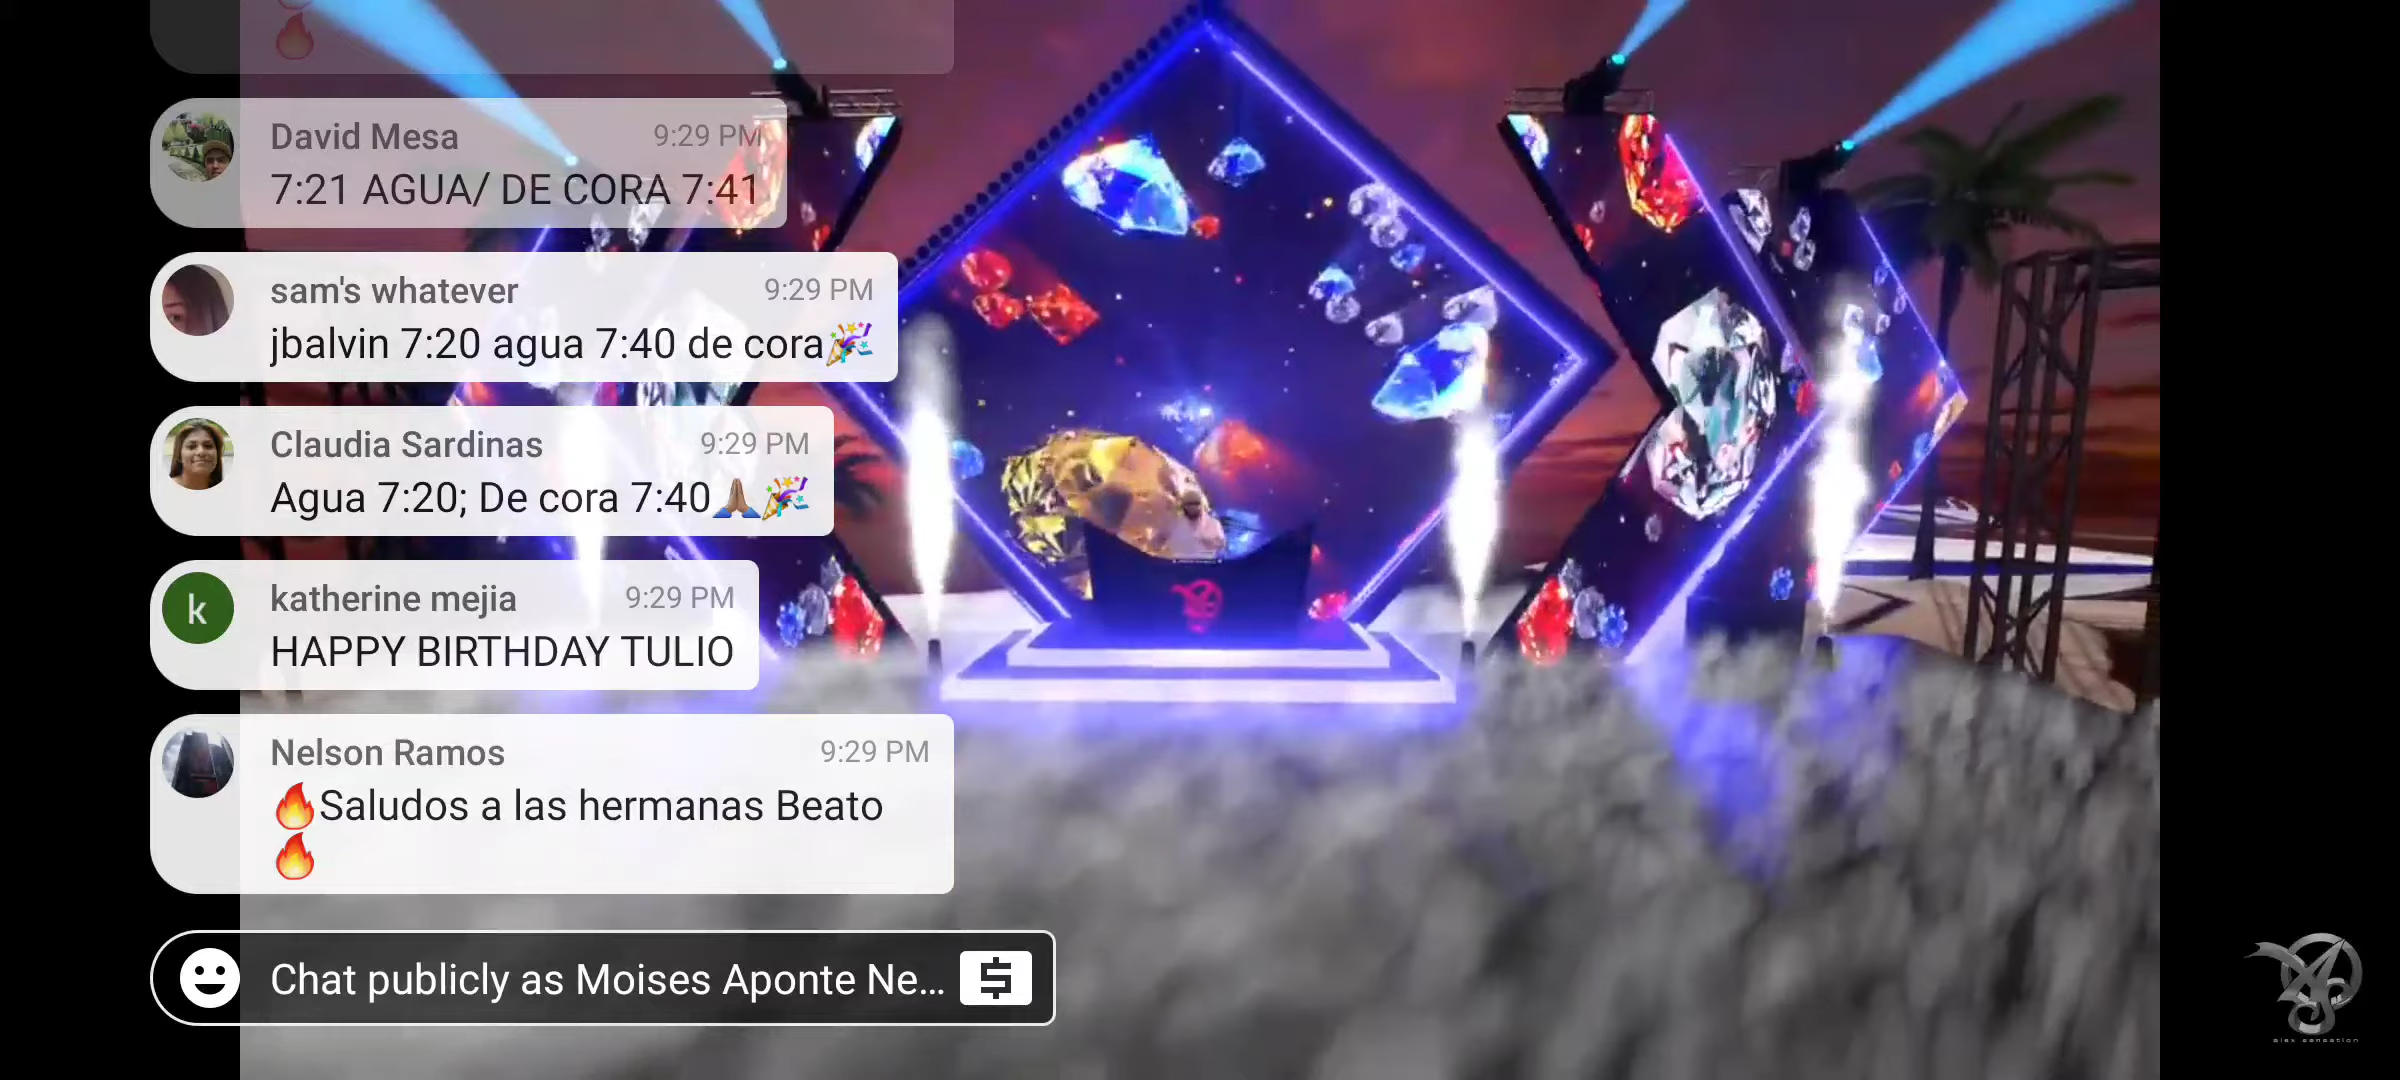 🔥
David Mesa 9:29 PM
7:21 AGUA/ DE CORA 7:41
sam's whatever 9:29 PM
jbalvin 7:20 agua 7:40 de cora🎉
Claudia Sardinas 9:29 PM
Agua 7:20; De cora 7:40🙏🏽🎉
k
katherine mejia 9:29 PM
HAPPY BIRTHDAY TULIO
Nelson Ramos 9:29 PM
🔥Saludos a las hermanas Beato
🔥
Chat publicly as Moises Aponte Ne... $
alex sensation